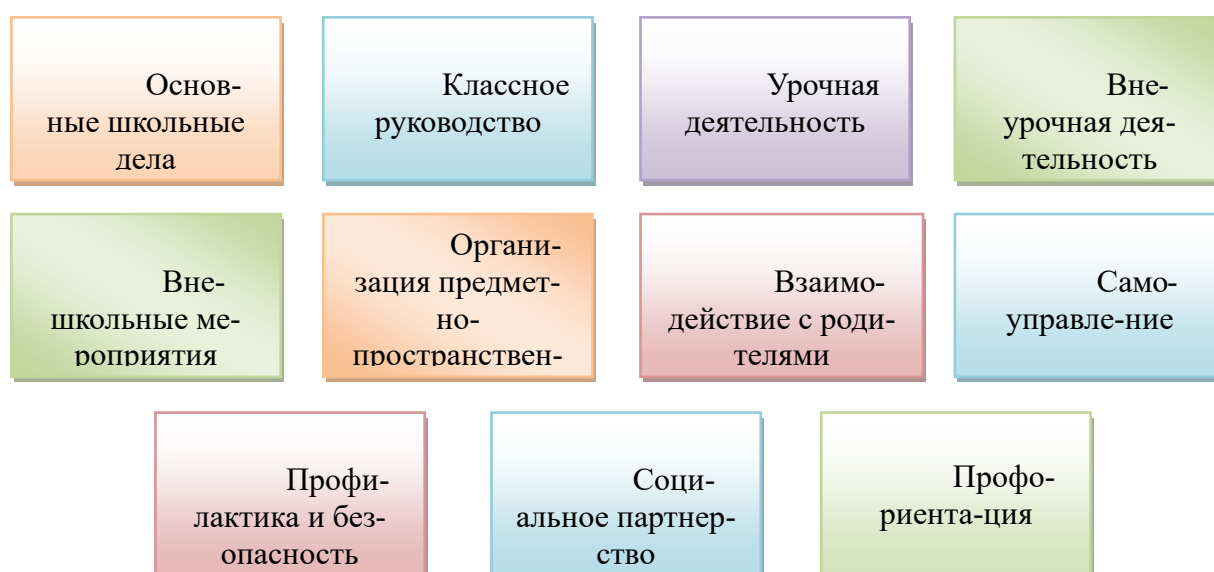 Основ-
ные школьные
дела
Классное
руководство
Урочная
деятельность
Вне-
урочная дея-
тельность
Вне-
школьные ме-
роприятия
Органи-
зация предмет-
но-
пространствен-
Взаимо-
действие с роди-
телями
Само-
управле-ние
Профи-
лактика и без-
опасность
Соци-
альное партнер-
ство
Профо-
риента-ция